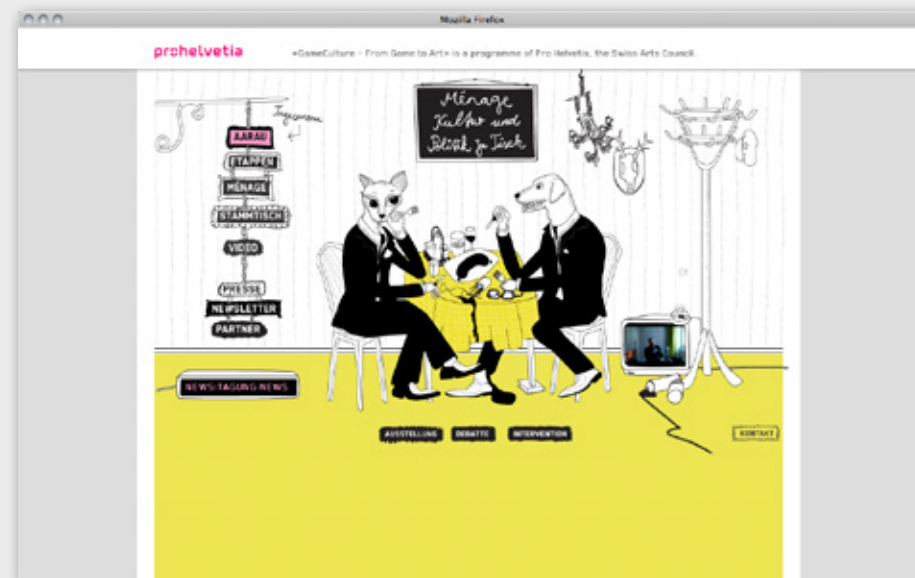 Mozilla Firefox
prohelvetia
«GameCulture – From Game to Art» is a programme of Pro Helvetia, the Swiss Arts Council.
Ménage
Kultur und
Politik zu Tisch
AARAU
ETAPPEN
MÉNAGE
STAMMTISCH
VIDEO
PRESSE
NEWSLETTER
PARTNER
NEWS·TAGUNG·NEWS
AUSSTELLUNG
DEBATTE
INTERVENTION
KONTAKT